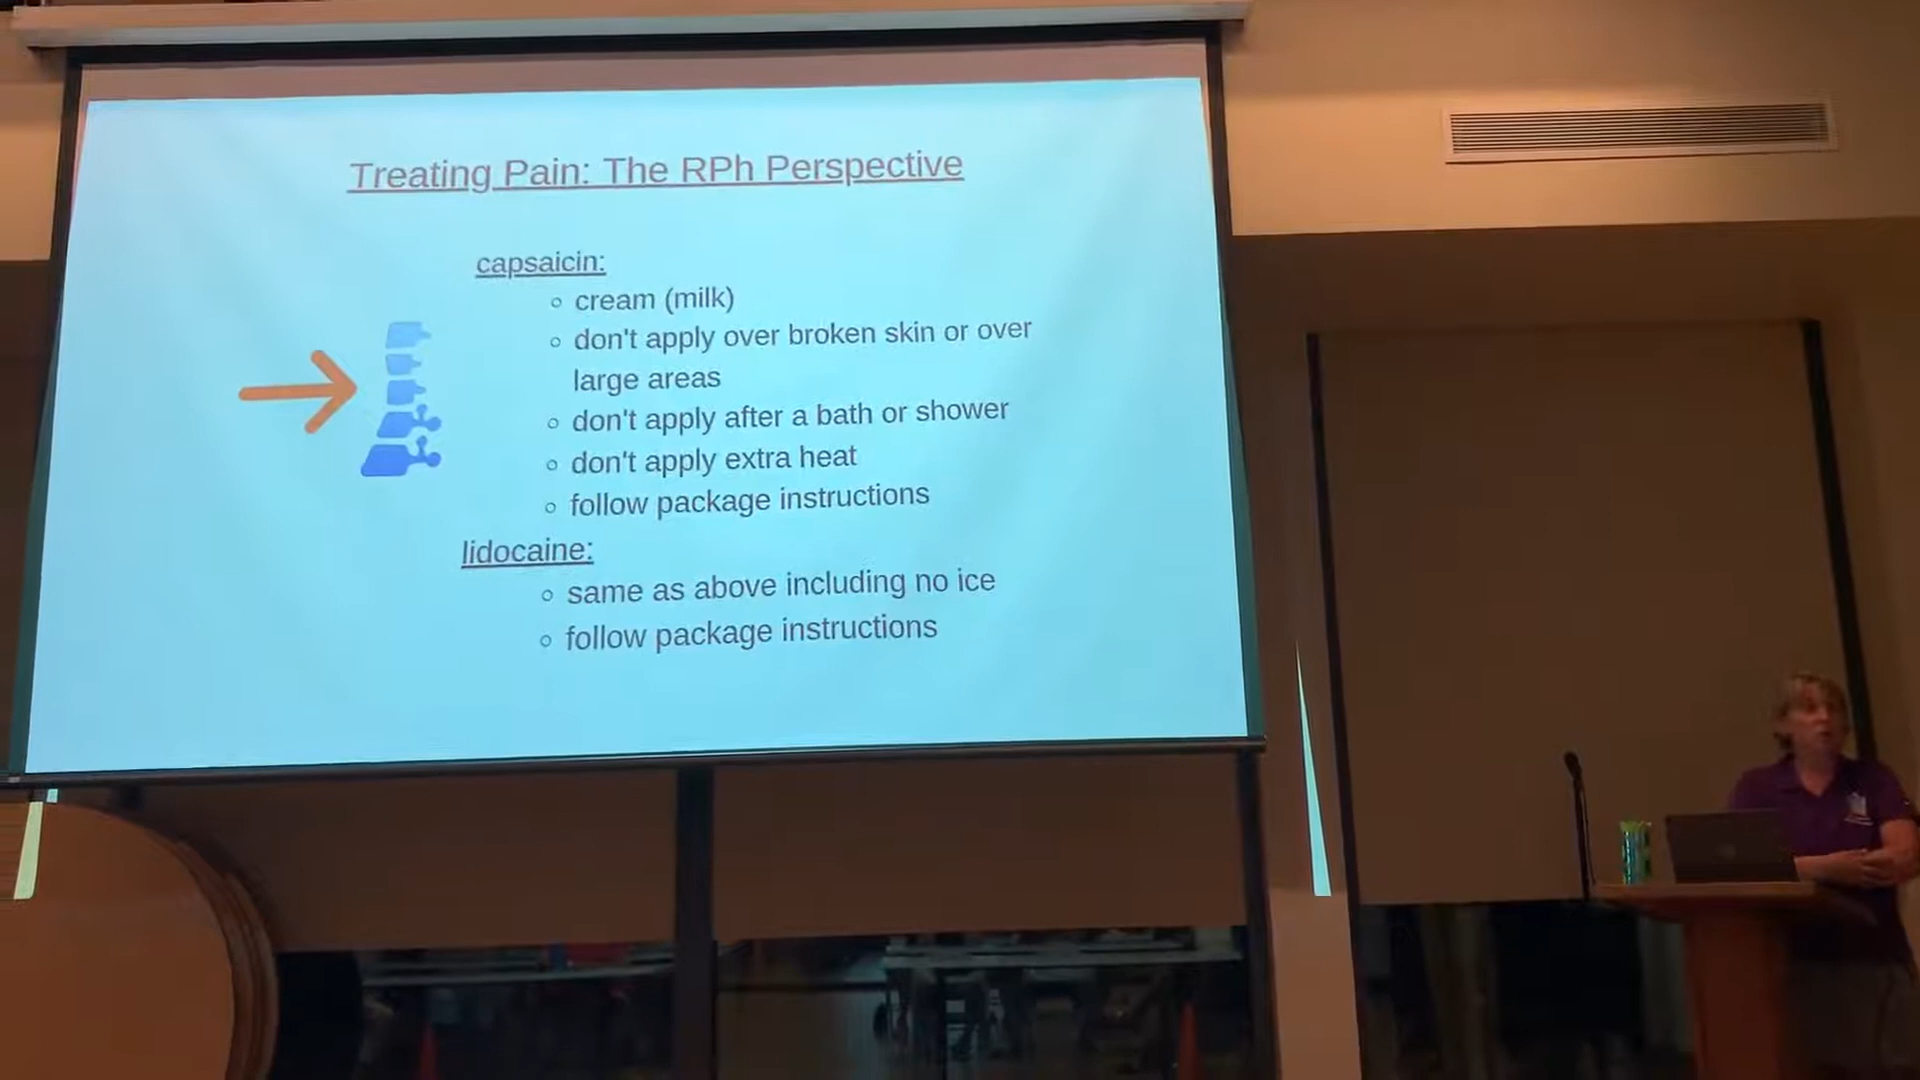 Treating Pain: The RPh Perspective
capsaicin:
cream (milk)
don't apply over broken skin or over
large areas
don't apply after a bath or shower
don't apply extra heat
follow package instructions
lidocaine:
same as above including no ice
follow package instructions